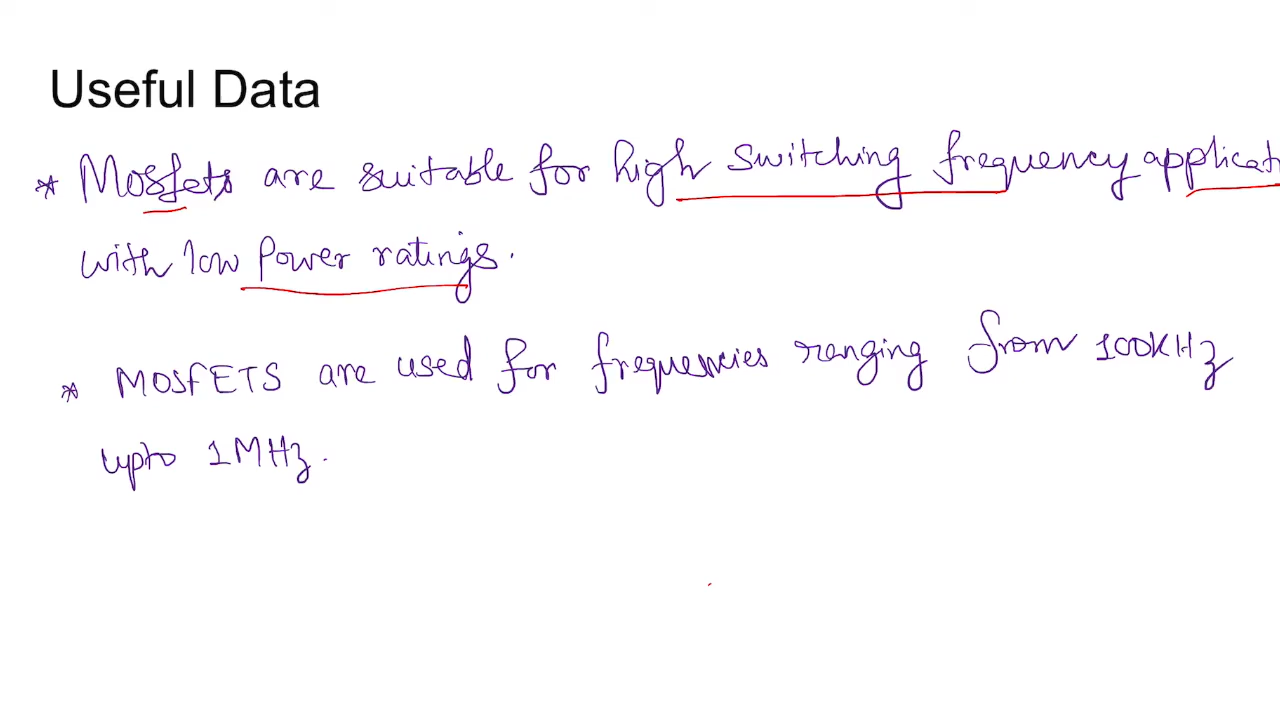 Useful Data
* Mosfets are suitable for high switching frequency applicat
with low power ratings.
* MOSFETS are used for frequencies ranging from 100KHz
upto 1MHz.